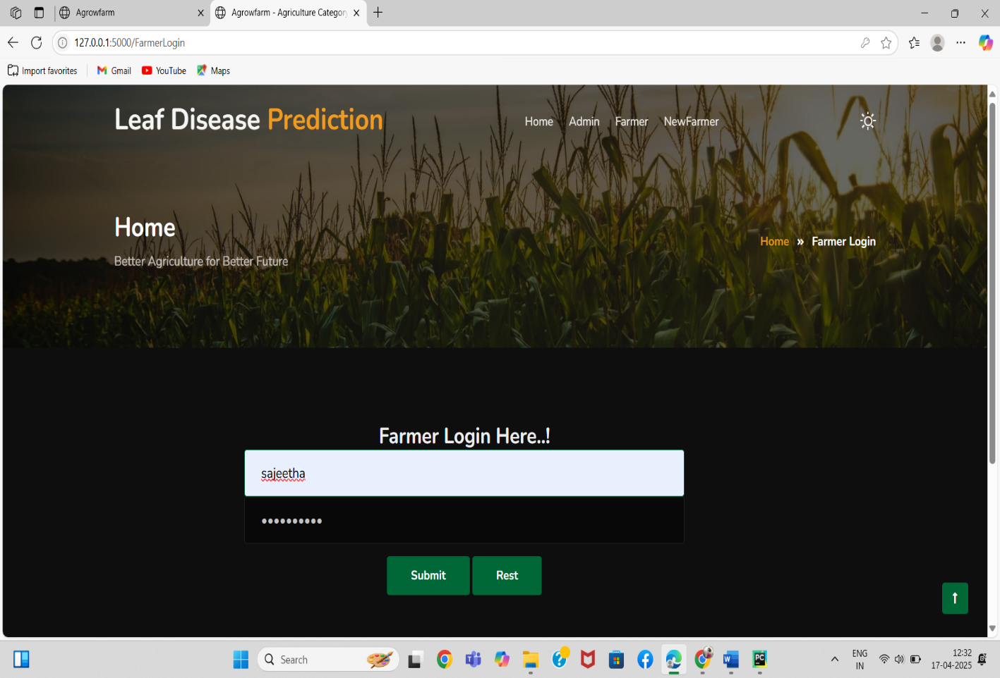 Agrowfarm
Agrowfarm - Agriculture Category
127.0.0.1:5000/FarmerLogin
Import favorites
Gmail
YouTube
Maps
Leaf Disease Prediction
Home Admin Farmer NewFarmer
Home
Better Agriculture for Better Future
Home » Farmer Login
Farmer Login Here..!
sajeetha
••••••••••
Submit
Rest
Search
ENG
IN
12:32
17-04-2025